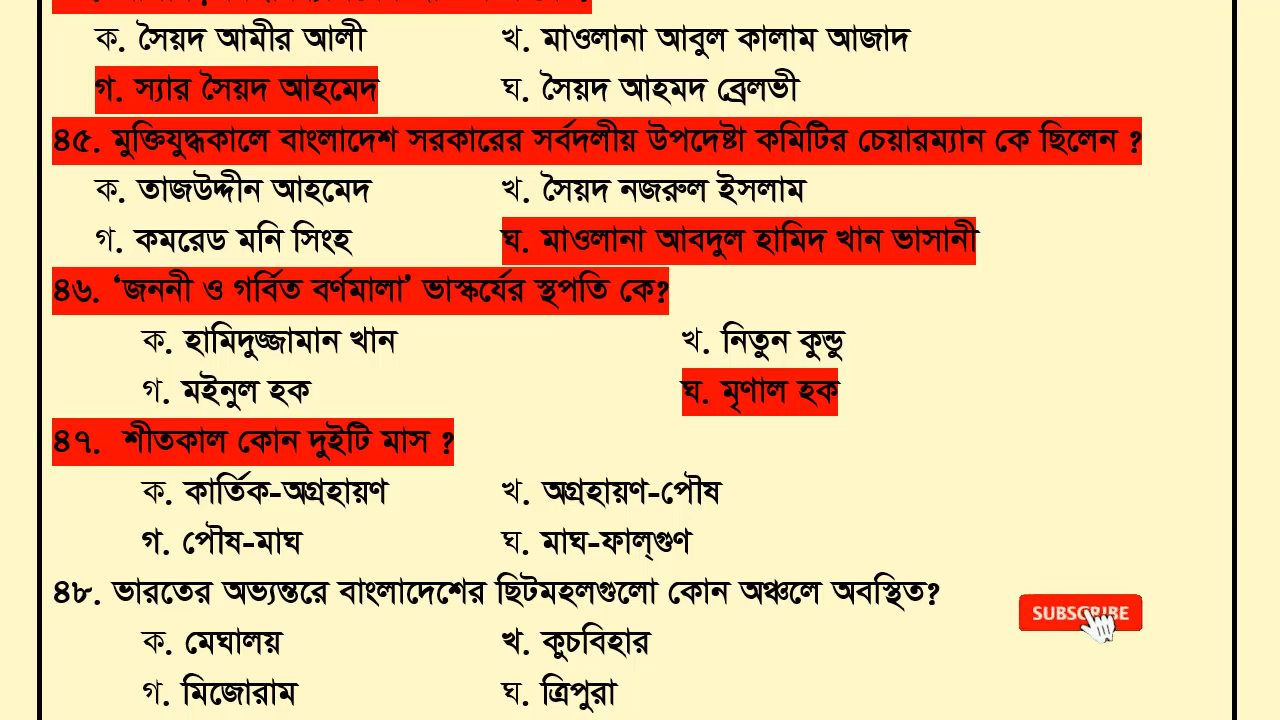 ক. সৈয়দ আমীর আলী খ. মাওলানা আবুল কালাম আজাদ
গ. স্যার সৈয়দ আহমেদ ঘ. সৈয়দ আহমদ ব্রেলভী
৪৫. মুক্তিযুদ্ধকালে বাংলাদেশ সরকারের সর্বদলীয় উপদেষ্টা কমিটির চেয়ারম্যান কে ছিলেন ?
ক. তাজউদ্দীন আহমেদ খ. সৈয়দ নজরুল ইসলাম
গ. কমরেড মনি সিংহ ঘ. মাওলানা আবদুল হামিদ খান ভাসানী
৪৬. ‘জননী ও গর্বিত বর্ণমালা’ ভাস্কর্যের স্থপতি কে?
ক. হামিদুজ্জামান খান খ. নিতুন কুন্ডু
গ. মইনুল হক ঘ. মৃণাল হক
৪৭. শীতকাল কোন দুইটি মাস ?
ক. কার্তিক-অগ্রহায়ণ খ. অগ্রহায়ণ-পৌষ
গ. পৌষ-মাঘ ঘ. মাঘ-ফাল্গুণ
৪৮. ভারতের অভ্যন্তরে বাংলাদেশের ছিটমহলগুলো কোন অঞ্চলে অবস্থিত?
SUBSCRIBE
ক. মেঘালয় খ. কুচবিহার
গ. মিজোরাম ঘ. ত্রিপুরা